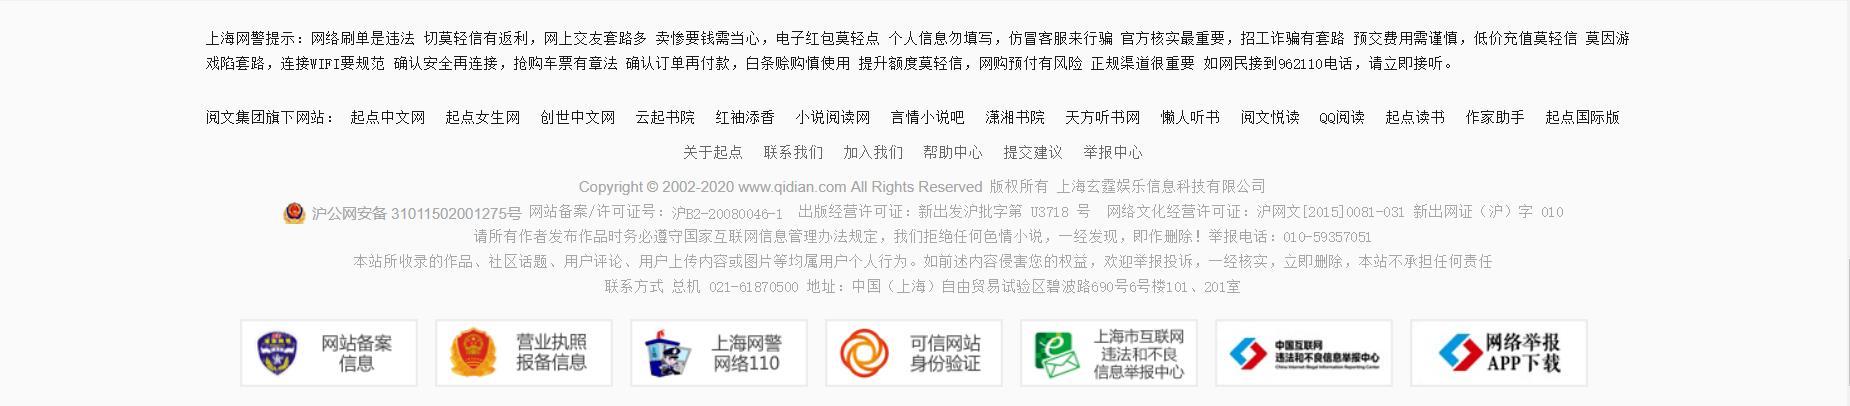 上海网警提示：网络刷单是违法 切莫轻信有返利，网上交友套路多 卖惨要钱需当心，电子红包莫轻点 个人信息勿填写，仿冒客服来行骗 官方核实最重要，招工诈骗有套路 预交费用需谨慎，低价充值莫轻信 莫因游
戏陷套路，连接WIFI要规范 确认安全再连接，抢购车票有章法 确认订单再付款，白条赊购慎使用 提升额度莫轻信，网购预付有风险 正规渠道很重要 如网民接到962110电话，请立即接听。
阅文集团旗下网站： 起点中文网 起点女生网 创世中文网 云起书院 红袖添香 小说阅读网 言情小说吧 潇湘书院 天方听书网 懒人听书 阅文悦读 QQ阅读 起点读书 作家助手 起点国际版
关于起点 联系我们 加入我们 帮助中心 提交建议 举报中心
Copyright © 2002-2020 www.qidian.com All Rights Reserved 版权所有 上海玄霆娱乐信息科技有限公司
沪公网安备 31011502001275号 网站备案/许可证号：沪B2-20080046-1 出版经营许可证：新出发沪批字第 U3718 号 网络文化经营许可证：沪网文[2015]0081-031 新出网证（沪）字 010
请所有作者发布作品时务必遵守国家互联网信息管理办法规定，我们拒绝任何色情小说，一经发现，即作删除！举报电话：010-59357051
本站所收录的作品、社区话题、用户评论、用户上传内容或图片等均属用户个人行为。如前述内容侵害您的权益，欢迎举报投诉，一经核实，立即删除，本站不承担任何责任
联系方式 总机 021-61870500 地址：中国（上海）自由贸易试验区碧波路690号6号楼101、201室
网站备案
信息
营业执照
报备信息
上海网警
网络110
可信网站
身份验证
上海市互联网
违法和不良
信息举报中心
中国互联网
违法和不良信息举报中心
China Internet Illegal Information Reporting Center
网络举报
APP下载